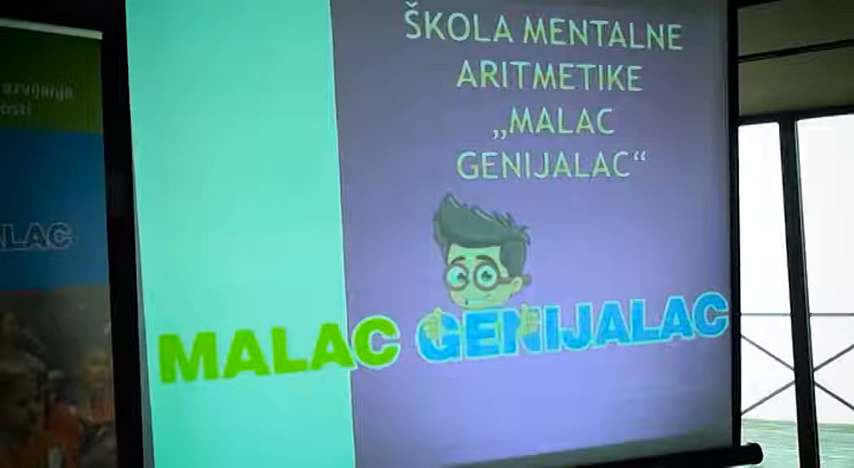 ŠKOLA MENTALNE
ARITMETIKE
„MALAC
GENIJALAC“
MALAC GENIJALAC